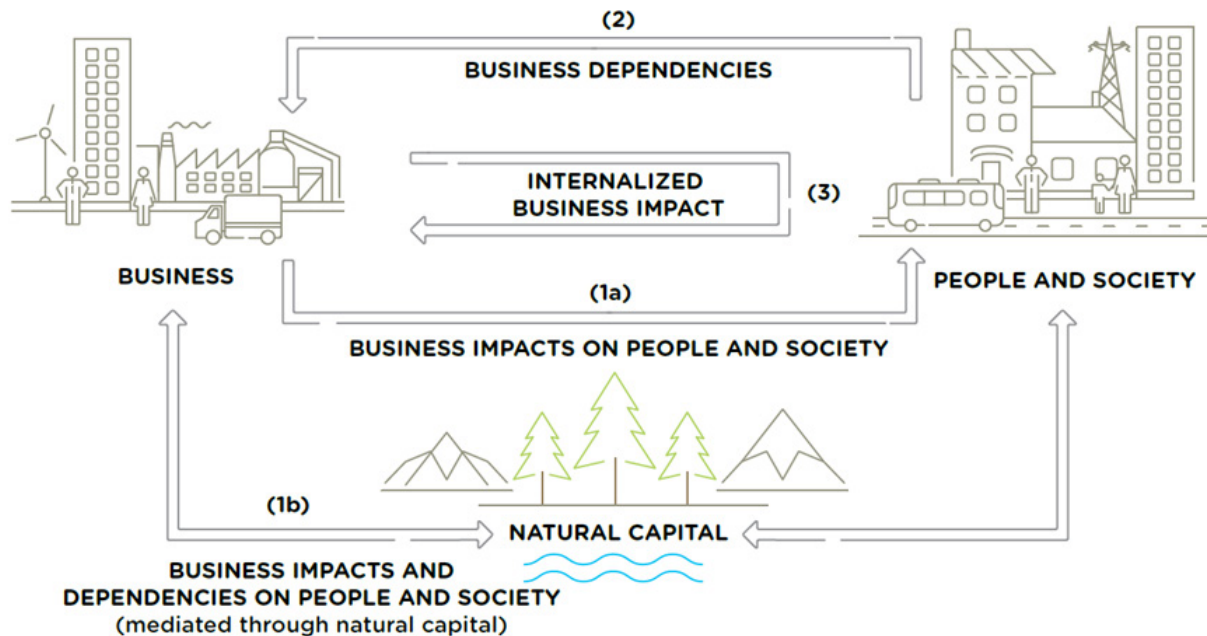 (2)
BUSINESS DEPENDENCIES
INTERNALIZED
BUSINESS IMPACT
(3)
BUSINESS
PEOPLE AND SOCIETY
(1a)
BUSINESS IMPACTS ON PEOPLE AND SOCIETY
(1b)
NATURAL CAPITAL
BUSINESS IMPACTS AND
DEPENDENCIES ON PEOPLE AND SOCIETY
(mediated through natural capital)